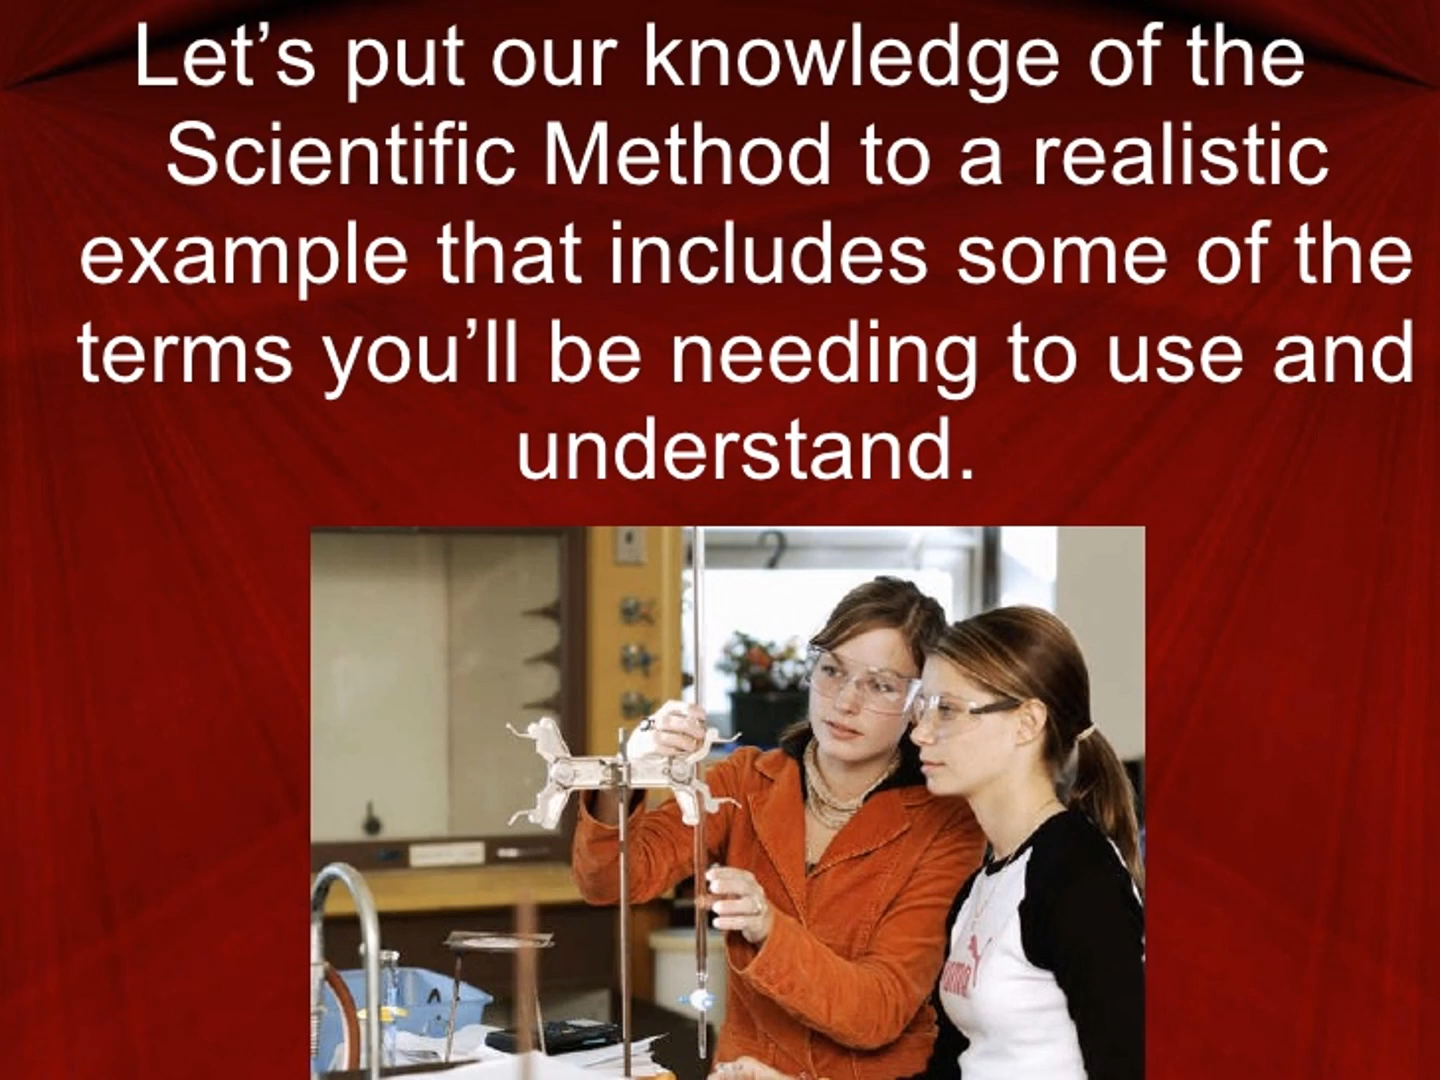 Let’s put our knowledge of the
Scientific Method to a realistic
example that includes some of the
terms you’ll be needing to use and
understand.